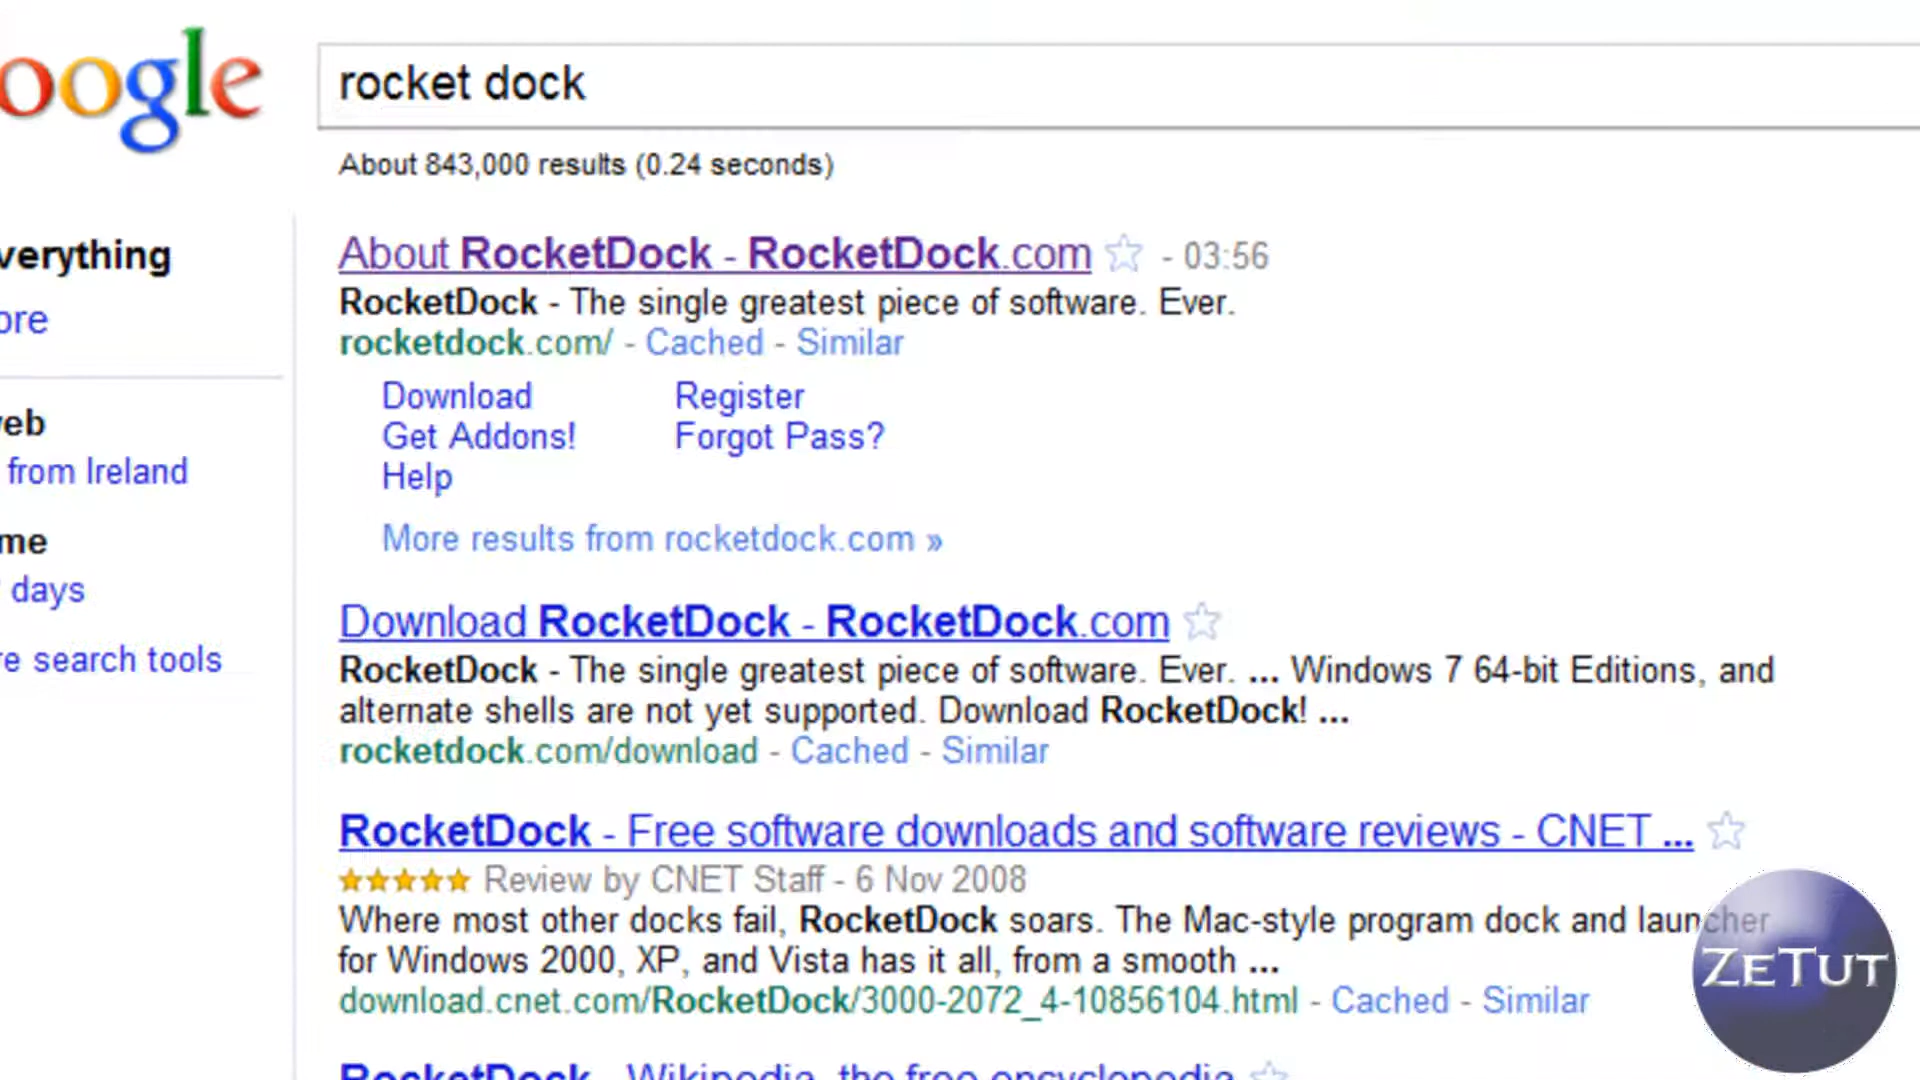 oogle
rocket dock
About 843,000 results (0.24 seconds)
verything
ore
About RocketDock - RocketDock.com - 03:56
RocketDock - The single greatest piece of software. Ever.
rocketdock.com/ - Cached - Similar
Download Register
Get Addons! Forgot Pass?
Help
More results from rocketdock.com »
eb
from Ireland
me
days
re search tools
Download RocketDock - RocketDock.com
RocketDock - The single greatest piece of software. Ever. ... Windows 7 64-bit Editions, and
alternate shells are not yet supported. Download RocketDock! ...
rocketdock.com/download - Cached - Similar
RocketDock - Free software downloads and software reviews - CNET ...
Review by CNET Staff - 6 Nov 2008
Where most other docks fail, RocketDock soars. The Mac-style program dock and launcher
for Windows 2000, XP, and Vista has it all, from a smooth ...
download.cnet.com/RocketDock/3000-2072_4-10856104.html - Cached - Similar
RocketDock - Wikipedia, the free encyclopedia
ZeTut